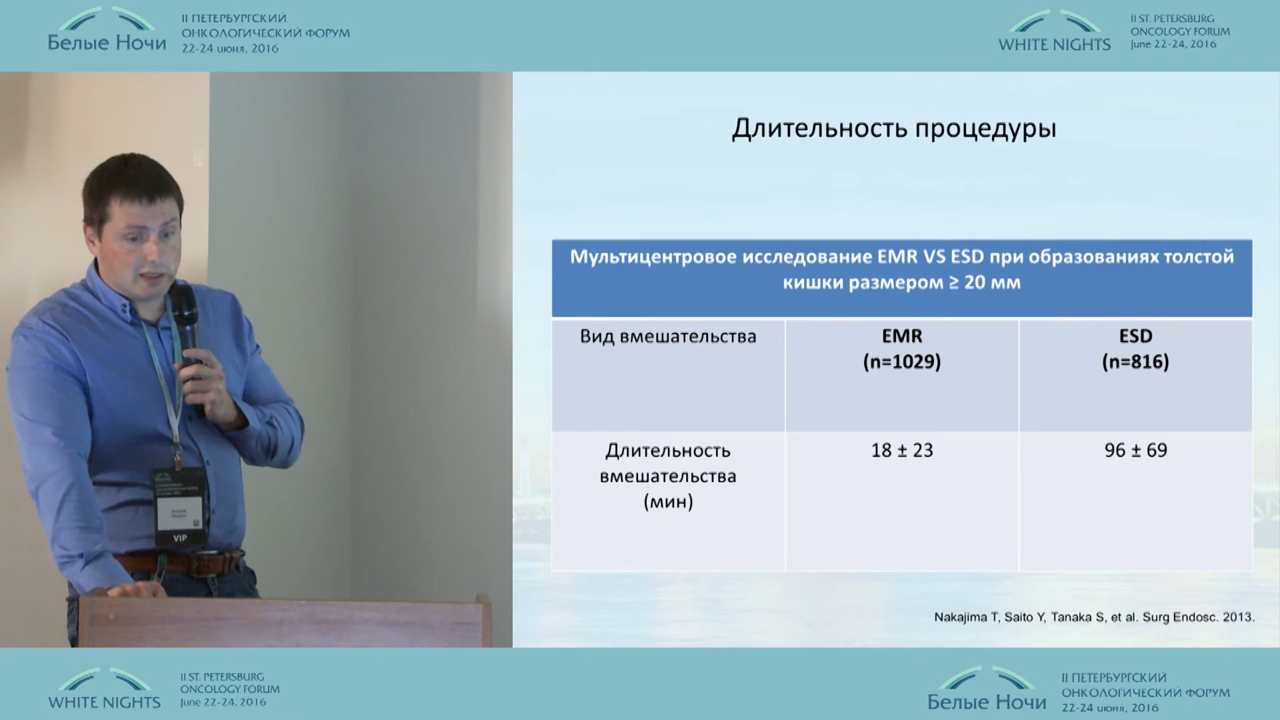 Белые Ночи
II ПЕТЕРБУРГСКИЙ
ОНКОЛОГИЧЕСКИЙ ФОРУМ
22-24 июня, 2016
WHITE NIGHTS
II ST. PETERSBURG
ONCOLOGY FORUM
June 22-24, 2016
Длительность процедуры
Мультицентровое исследование EMR VS ESD при образованиях толстой
кишки размером ≥ 20 мм
Вид вмешательства
EMR
(n=1029)
ESD
(n=816)
Длительность
вмешательства
(мин)
18 ± 23
96 ± 69
Nakajima T, Saito Y, Tanaka S, et al. Surg Endosc. 2013.
VIP
WHITE NIGHTS
II ST. PETERSBURG
ONCOLOGY FORUM
June 22-24, 2016
Белые Ночи
II ПЕТЕРБУРГСКИЙ
ОНКОЛОГИЧЕСКИЙ ФОРУМ
22-24 июня, 2016